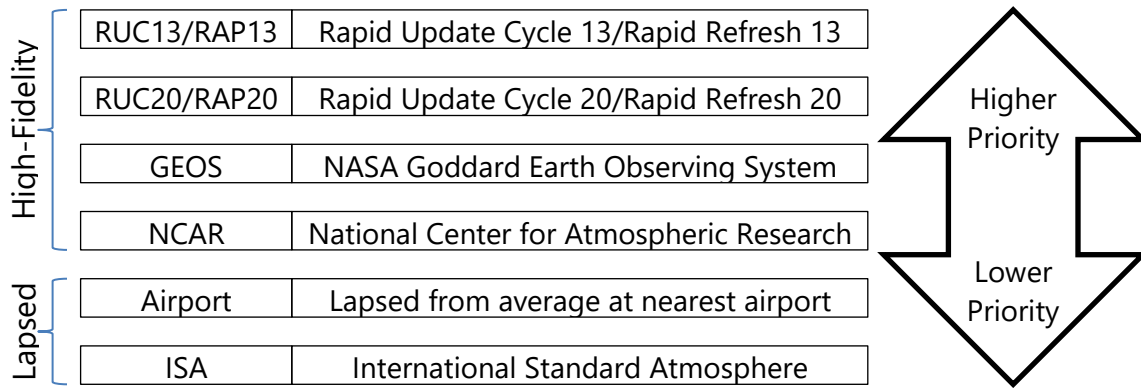 High-Fidelity
RUC13/RAP13 Rapid Update Cycle 13/Rapid Refresh 13
RUC20/RAP20 Rapid Update Cycle 20/Rapid Refresh 20
GEOS NASA Goddard Earth Observing System
NCAR National Center for Atmospheric Research
Lapsed
Airport Lapsed from average at nearest airport
ISA International Standard Atmosphere
Higher
Priority
Lower
Priority